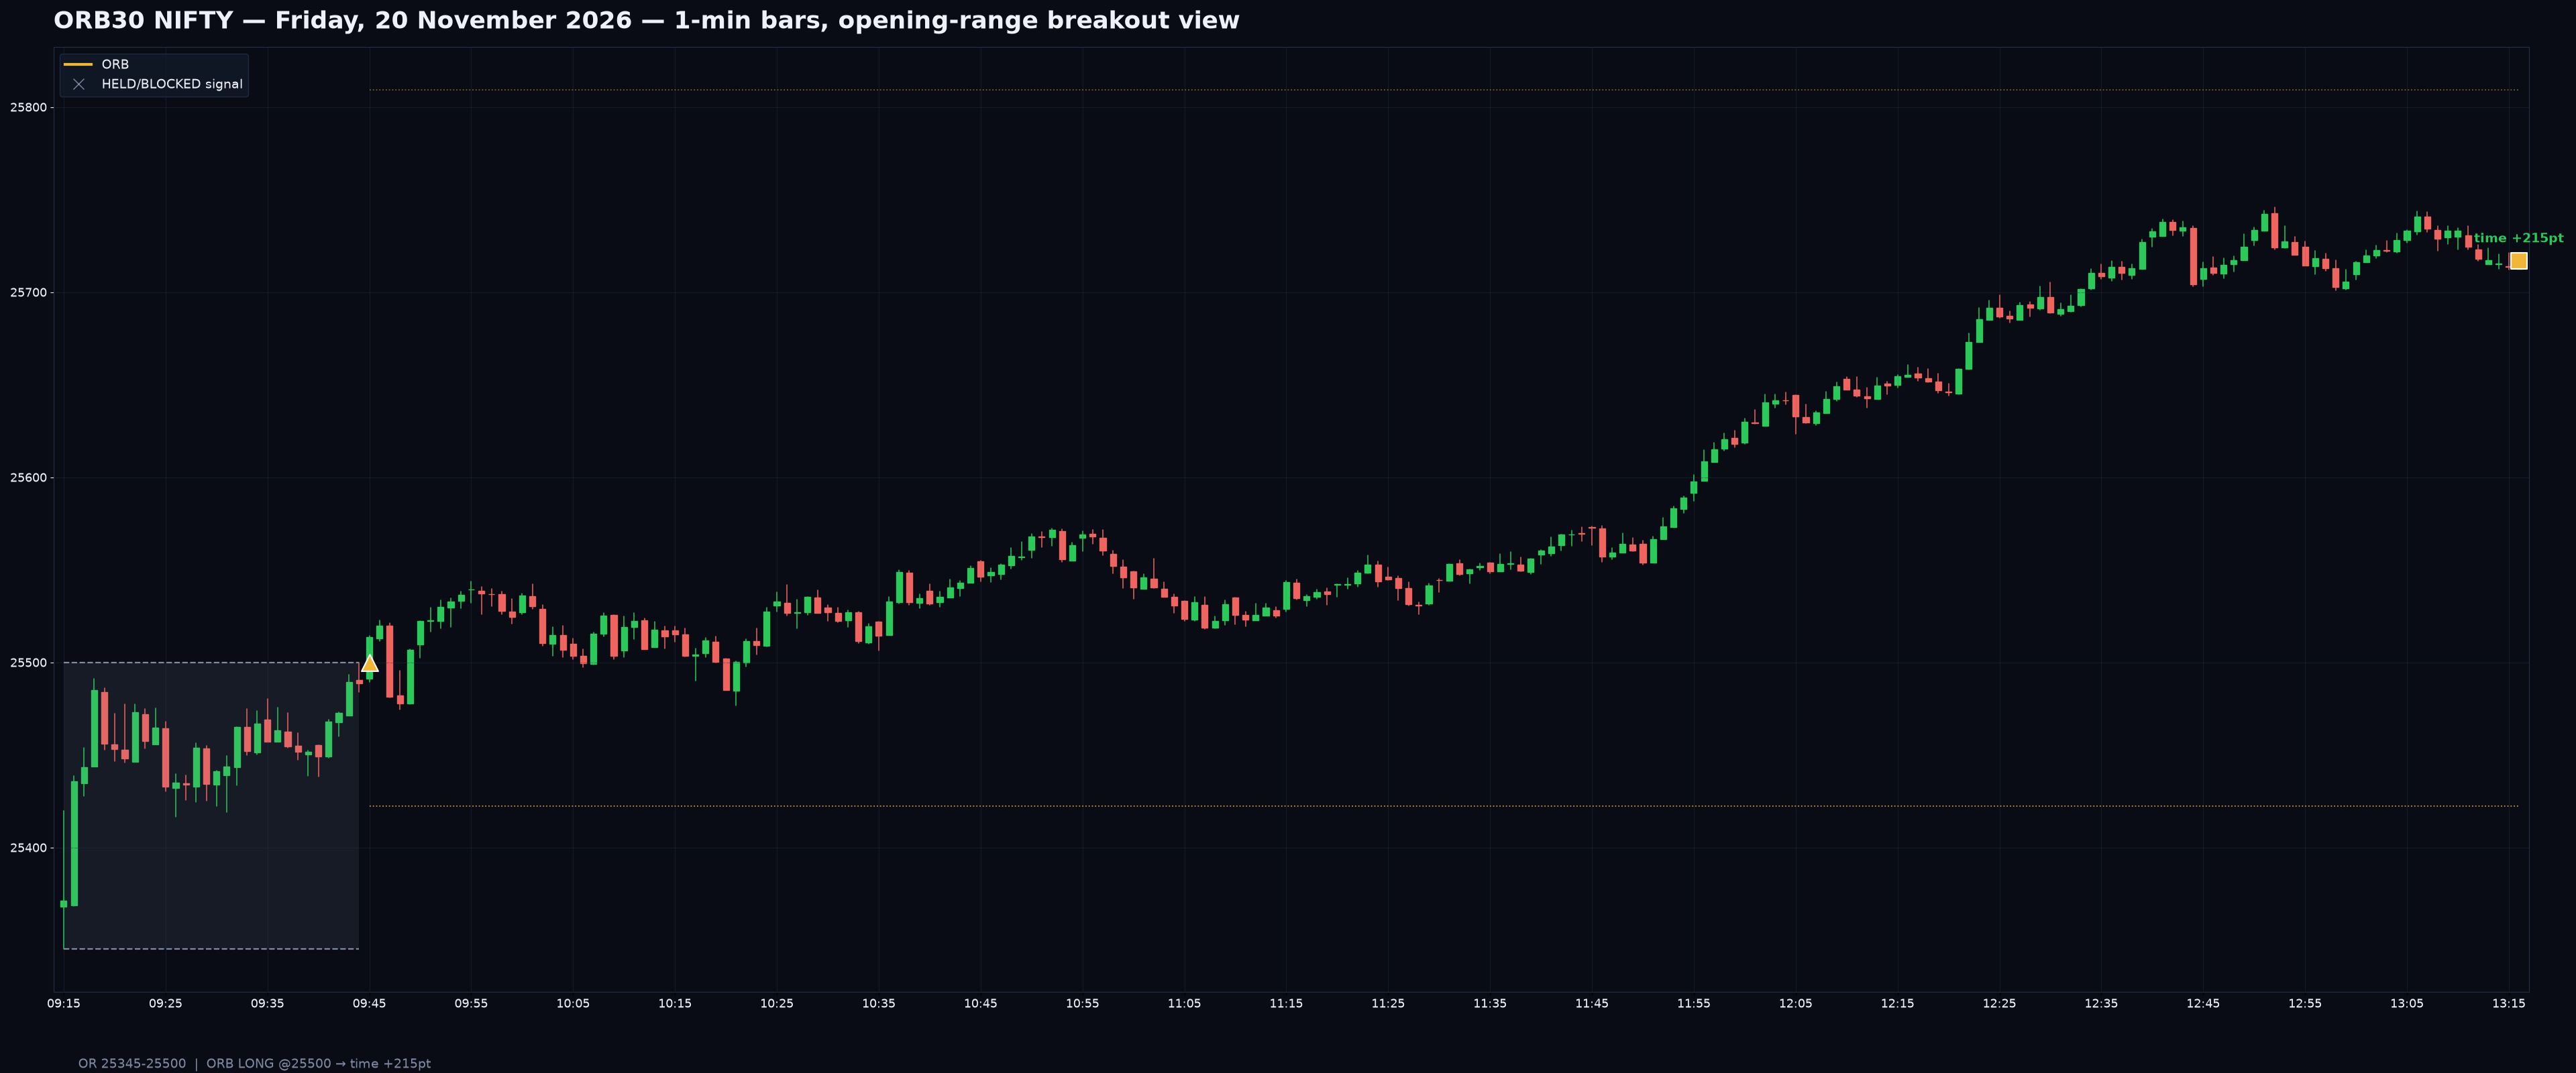 ORB30 NIFTY — Friday, 20 November 2026 — 1-min bars, opening-range breakout view
ORB
HELD/BLOCKED signal
25800
25700
25600
25500
25400
time +215pt
09:15 09:25 09:35 09:45 09:55 10:05 10:15 10:25 10:35 10:45 10:55 11:05 11:15 11:25 11:35 11:45 11:55 12:05 12:15 12:25 12:35 12:45 12:55 13:05 13:15
OR 25345-25500 | ORB LONG @25500 → time +215pt